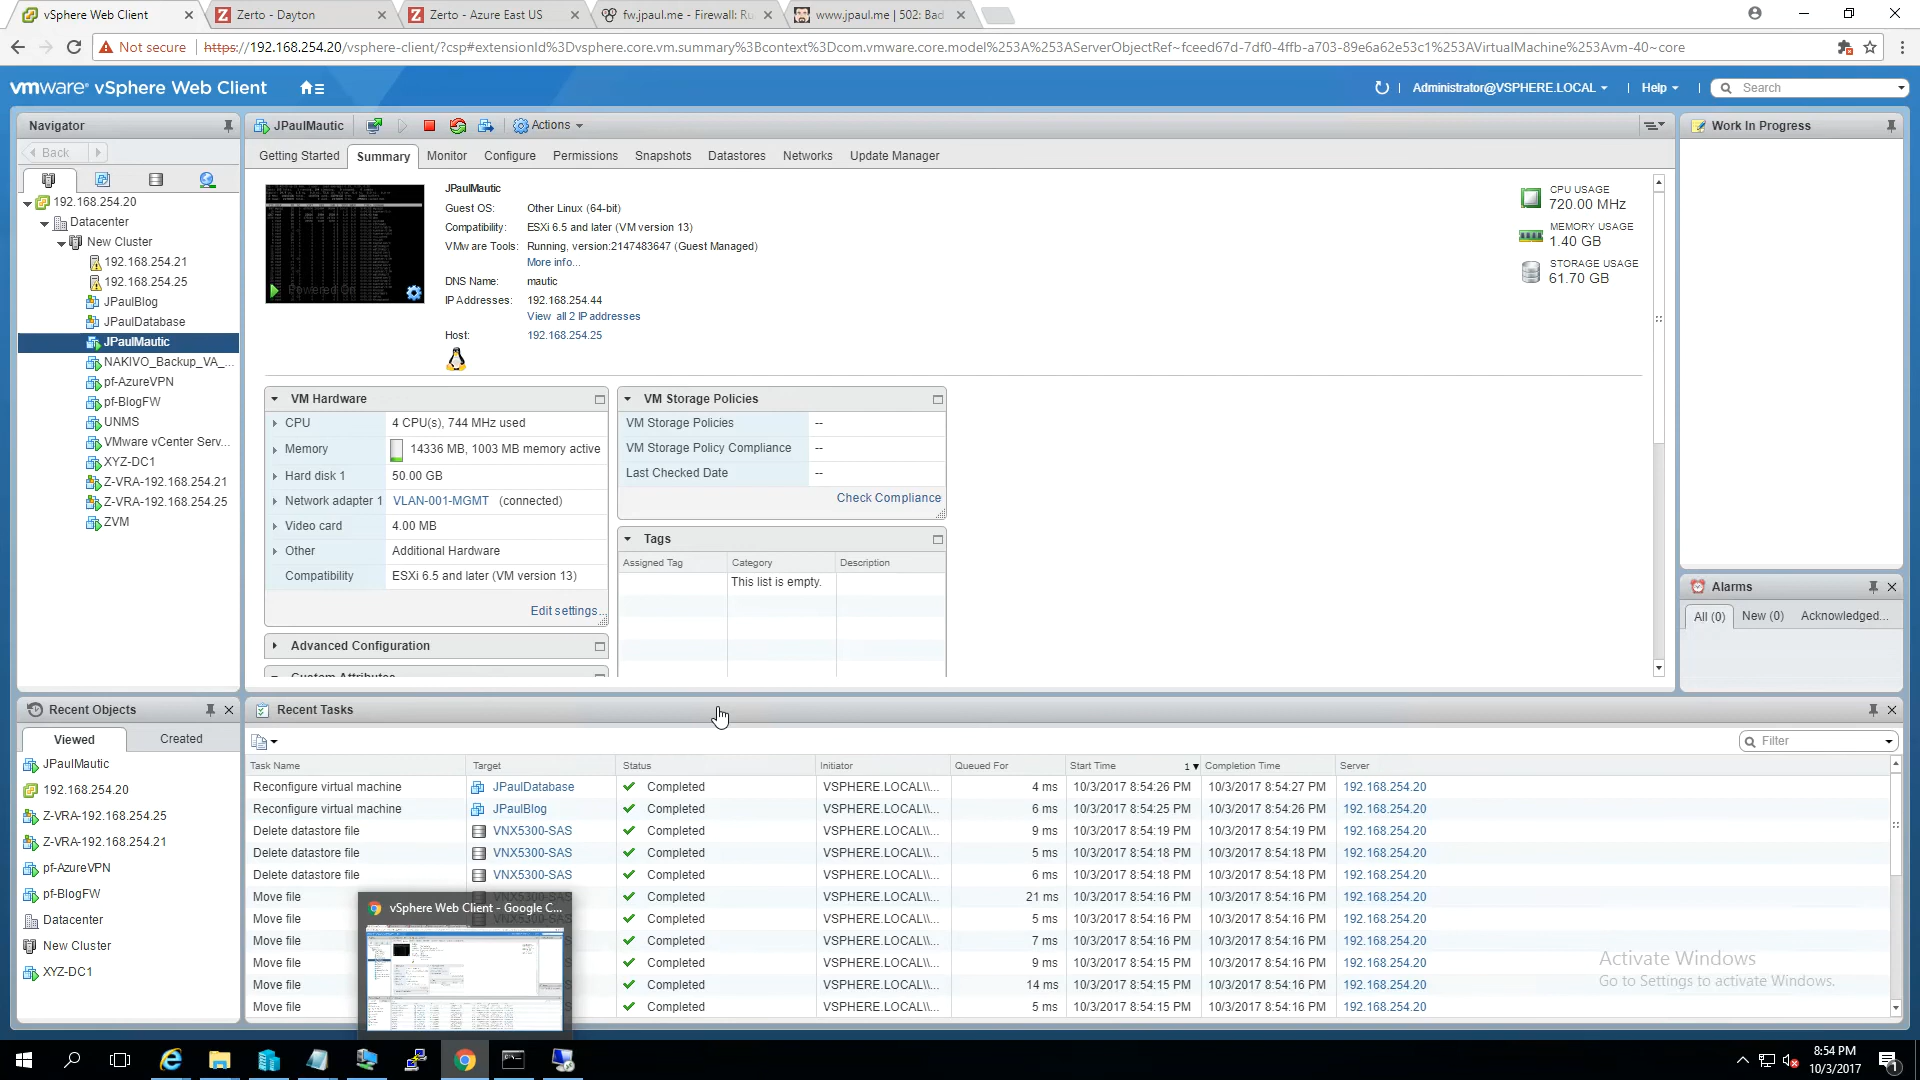 vSphere Web Client
Zerto - Dayton
Zerto - Azure East US
fw.jpaul.me - Firewall: Ru
www.jpaul.me | 502: Bad
Not secure
https://192.168.254.20/vsphere-client/?csp#extensionId%3Dvsphere.core.vm.summary%3Bcontext%3Dcom.vmware.core.model%253A%253AServerObjectRef~fceed67d-7df0-4ffb-a703-89e6a62e53c1%253AVirtualMachine%253Avm-40~core
vmware® vSphere Web Client
Administrator@VSPHERE.LOCAL
Help
Search
Navigator
Back
192.168.254.20
Datacenter
New Cluster
192.168.254.21
192.168.254.25
JPaulBlog
JPaulDatabase
JPaulMautic
NAKIVO_Backup_VA_...
pf-AzureVPN
pf-BlogFW
UNMS
VMware vCenter Serv...
XYZ-DC1
Z-VRA-192.168.254.21
Z-VRA-192.168.254.25
ZVM
JPaulMautic
Actions
Getting Started
Summary
Monitor
Configure
Permissions
Snapshots
Datastores
Networks
Update Manager
Powered On
JPaulMautic
Guest OS: Other Linux (64-bit)
Compatibility: ESXi 6.5 and later (VM version 13)
VMware Tools: Running, version:2147483647 (Guest Managed)
More info...
DNS Name: mautic
IP Addresses: 192.168.254.44
View all 2 IP addresses
Host: 192.168.254.25
CPU USAGE
720.00 MHz
MEMORY USAGE
1.40 GB
STORAGE USAGE
61.70 GB
VM Hardware
CPU 4 CPU(s), 744 MHz used
Memory 14336 MB, 1003 MB memory active
Hard disk 1 50.00 GB
Network adapter 1 VLAN-001-MGMT (connected)
Video card 4.00 MB
Other Additional Hardware
Compatibility ESXi 6.5 and later (VM version 13)
Edit settings...
Advanced Configuration
Custom Attributes
VM Storage Policies
VM Storage Policies --
VM Storage Policy Compliance --
Last Checked Date --
Check Compliance
Tags
Assigned Tag Category Description
This list is empty.
Work In Progress
Alarms
All (0) New (0) Acknowledged...
Recent Objects
Viewed Created
JPaulMautic
192.168.254.20
Z-VRA-192.168.254.25
Z-VRA-192.168.254.21
pf-AzureVPN
pf-BlogFW
Datacenter
New Cluster
XYZ-DC1
Recent Tasks
Filter
Task Name Target Status Initiator Queued For Start Time 1 Completion Time Server
Reconfigure virtual machine JPaulDatabase Completed VSPHERE.LOCAL\\... 4 ms 10/3/2017 8:54:26 PM 10/3/2017 8:54:27 PM 192.168.254.20
Reconfigure virtual machine JPaulBlog Completed VSPHERE.LOCAL\\... 6 ms 10/3/2017 8:54:25 PM 10/3/2017 8:54:26 PM 192.168.254.20
Delete datastore file VNX5300-SAS Completed VSPHERE.LOCAL\\... 9 ms 10/3/2017 8:54:19 PM 10/3/2017 8:54:19 PM 192.168.254.20
Delete datastore file VNX5300-SAS Completed VSPHERE.LOCAL\\... 5 ms 10/3/2017 8:54:18 PM 10/3/2017 8:54:18 PM 192.168.254.20
Delete datastore file VNX5300-SAS Completed VSPHERE.LOCAL\\... 6 ms 10/3/2017 8:54:18 PM 10/3/2017 8:54:18 PM 192.168.254.20
Move file VNX5300-SAS Completed VSPHERE.LOCAL\\... 21 ms 10/3/2017 8:54:16 PM 10/3/2017 8:54:16 PM 192.168.254.20
Move file VNX5300-SAS Completed VSPHERE.LOCAL\\... 5 ms 10/3/2017 8:54:16 PM 10/3/2017 8:54:16 PM 192.168.254.20
Move file Completed VSPHERE.LOCAL\\... 7 ms 10/3/2017 8:54:16 PM 10/3/2017 8:54:16 PM 192.168.254.20
Move file Completed VSPHERE.LOCAL\\... 9 ms 10/3/2017 8:54:15 PM 10/3/2017 8:54:16 PM 192.168.254.20
Move file Completed VSPHERE.LOCAL\\... 14 ms 10/3/2017 8:54:15 PM 10/3/2017 8:54:16 PM 192.168.254.20
Move file Completed VSPHERE.LOCAL\\... 5 ms 10/3/2017 8:54:15 PM 10/3/2017 8:54:16 PM 192.168.254.20
vSphere Web Client - Google C...
Activate Windows
Go to Settings to activate Windows.
8:54 PM
10/3/2017
1